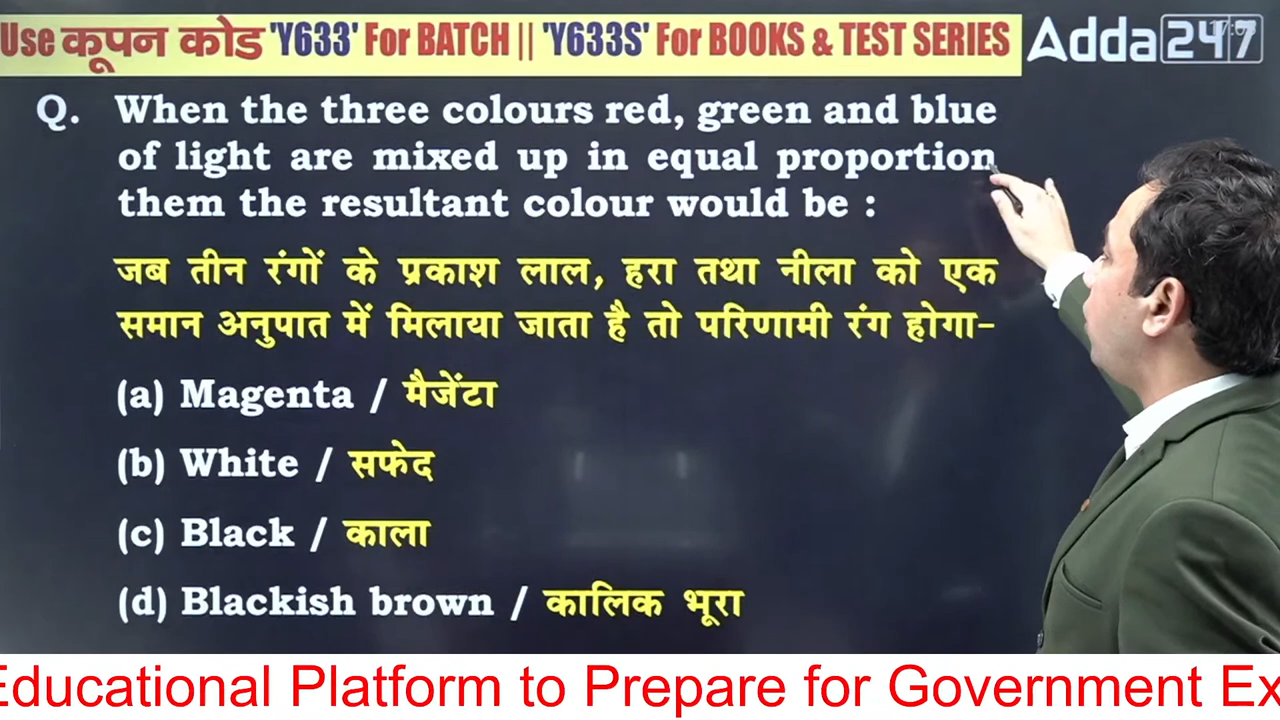 Use कूपन कोड 'Y633' For BATCH || 'Y633S' For BOOKS & TEST SERIES
Adda247
Q. When the three colours red, green and blue
of light are mixed up in equal proportion
them the resultant colour would be :
जब तीन रंगों के प्रकाश लाल, हरा तथा नीला को एक
समान अनुपात में मिलाया जाता है तो परिणामी रंग होगा-
(a) Magenta / मैजेंटा
(b) White / सफेद
(c) Black / काला
(d) Blackish brown / कालिक भूरा
Educational Platform to Prepare for Government Ex